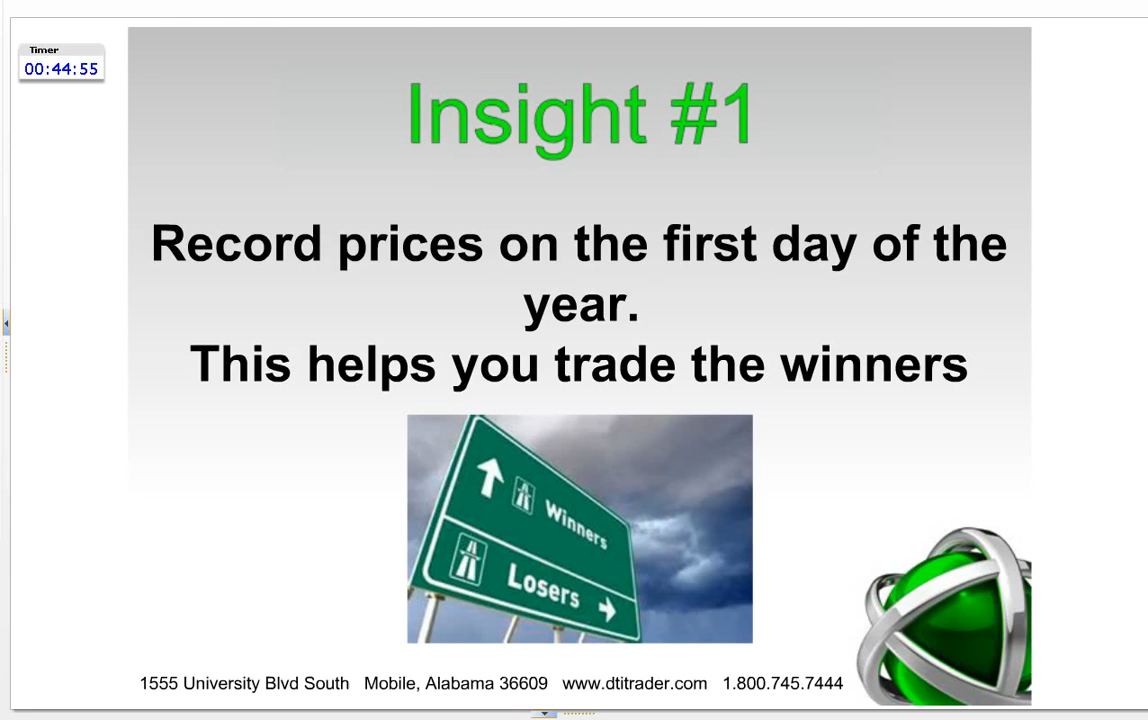 Timer
00:44:55
Insight #1
Record prices on the first day of the
year.
This helps you trade the winners
Winners
Losers
1555 University Blvd South Mobile, Alabama 36609 www.dtitrader.com 1.800.745.7444